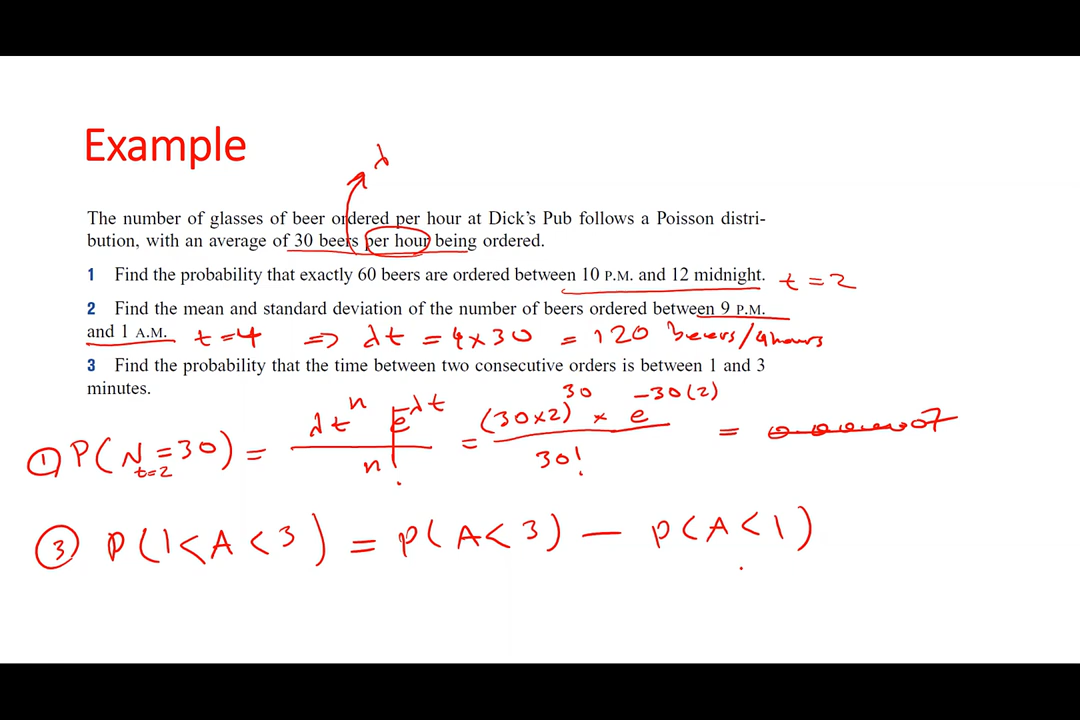 Example
λ
The number of glasses of beer ordered per hour at Dick's Pub follows a Poisson distri-
bution, with an average of 30 beers per hour being ordered.
1 Find the probability that exactly 60 beers are ordered between 10 P.M. and 12 midnight. t = 2
2 Find the mean and standard deviation of the number of beers ordered between 9 P.M.
and 1 A.M. t = 4 ⇒ λt = 4 × 30 = 120 beers/4hours
3 Find the probability that the time between two consecutive orders is between 1 and 3
minutes.
① P(N_{t=2} = 30) = λt^n e^{-λt} / n! = (30×2)^{30} × e^{-30(2)} / 30! =
③ P(1 < A < 3) = P(A < 3) − P(A < 1)